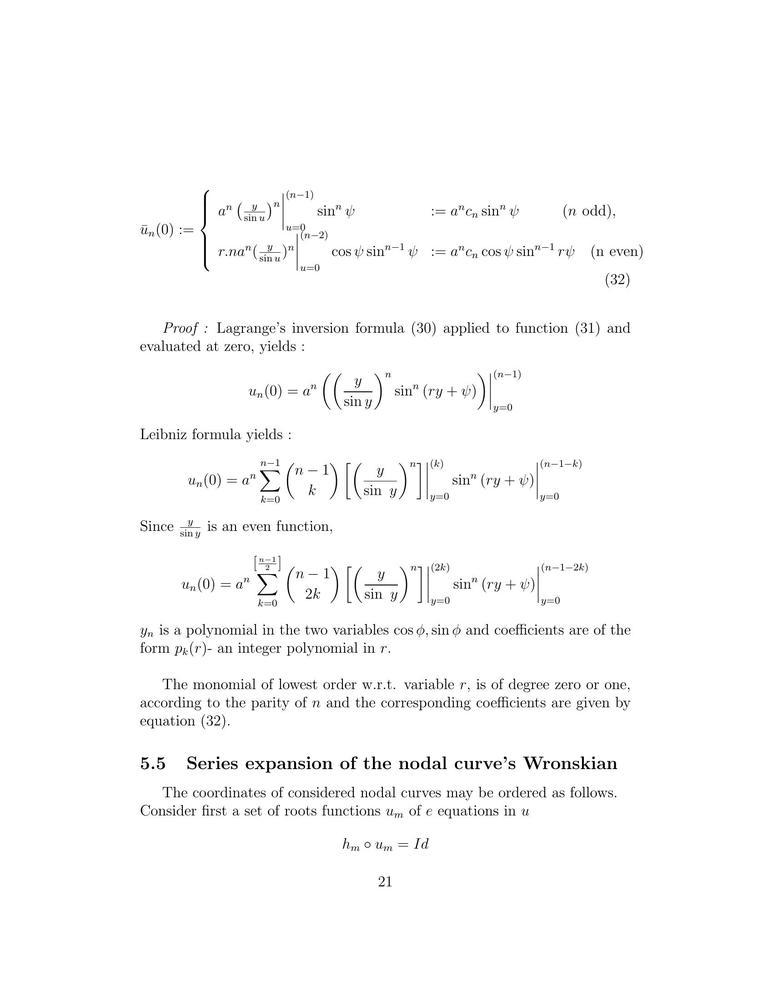 \bar{u}_n(0) := \begin{cases} a^n \left(\frac{y}{\sin u}\right)^n \Big|_{u=0}^{(n-1)} \sin^n \psi & := a^n c_n \sin^n \psi \quad (n \text{ odd}), \\ r.na^n (\frac{y}{\sin u})^n \Big|_{u=0}^{(n-2)} \cos \psi \sin^{n-1} \psi & := a^n c_n \cos \psi \sin^{n-1} r\psi \quad (\text{n even}) \end{cases}
(32)
Proof : Lagrange's inversion formula (30) applied to function (31) and
evaluated at zero, yields :
u_n(0) = a^n \left( \left( \frac{y}{\sin y} \right)^n \sin^n (ry + \psi) \right) \Big|_{y=0}^{(n-1)}
Leibniz formula yields :
u_n(0) = a^n \sum_{k=0}^{n-1} \binom{n-1}{k} \left[ \left( \frac{y}{\sin\ y} \right)^n \right] \Big|_{y=0}^{(k)} \sin^n (ry + \psi) \Big|_{y=0}^{(n-1-k)}
Since \frac{y}{\sin y} is an even function,
u_n(0) = a^n \sum_{k=0}^{\left[\frac{n-1}{2}\right]} \binom{n-1}{2k} \left[ \left( \frac{y}{\sin\ y} \right)^n \right] \Big|_{y=0}^{(2k)} \sin^n (ry + \psi) \Big|_{y=0}^{(n-1-2k)}
y_n is a polynomial in the two variables cos ϕ, sin ϕ and coefficients are of the
form p_k(r)- an integer polynomial in r.
The monomial of lowest order w.r.t. variable r, is of degree zero or one,
according to the parity of n and the corresponding coefficients are given by
equation (32).
5.5 Series expansion of the nodal curve's Wronskian
The coordinates of considered nodal curves may be ordered as follows.
Consider first a set of roots functions u_m of e equations in u
h_m ∘ u_m = Id
21